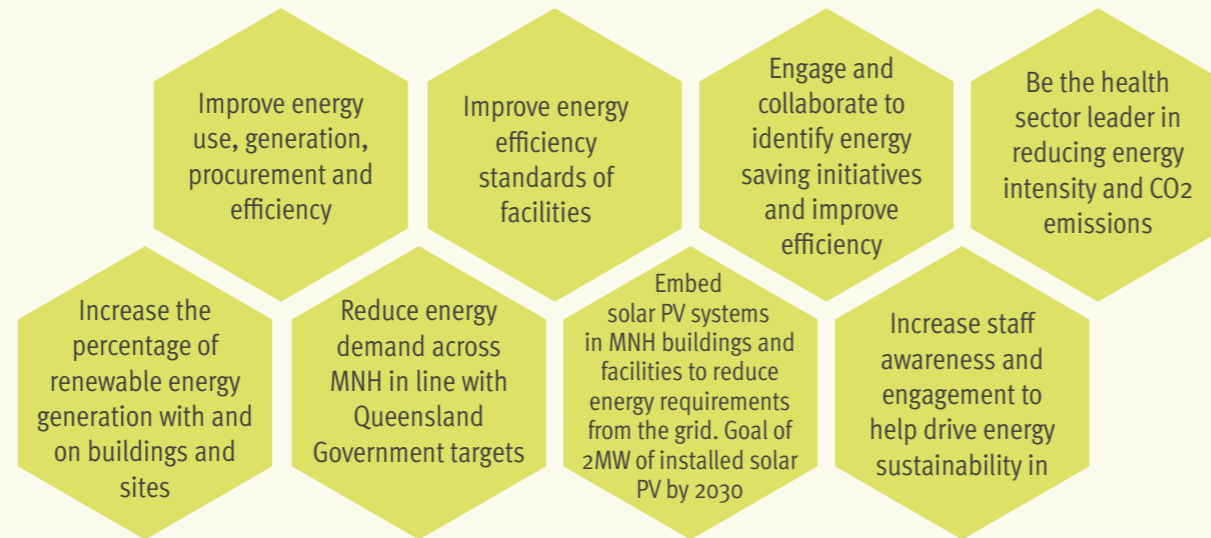 Improve energy
use, generation,
procurement and
efficiency
Improve energy
efficiency
standards of
facilities
Engage and
collaborate to
identify energy
saving initiatives
and improve
efficiency
Be the health
sector leader in
reducing energy
intensity and CO2
emissions
Increase the
percentage of
renewable energy
generation with and
on buildings and
sites
Reduce energy
demand across
MNH in line with
Queensland
Government targets
Embed
solar PV systems
in MNH buildings and
facilities to reduce
energy requirements
from the grid. Goal of
2MW of installed solar
PV by 2030
Increase staff
awareness and
engagement to
help drive energy
sustainability in